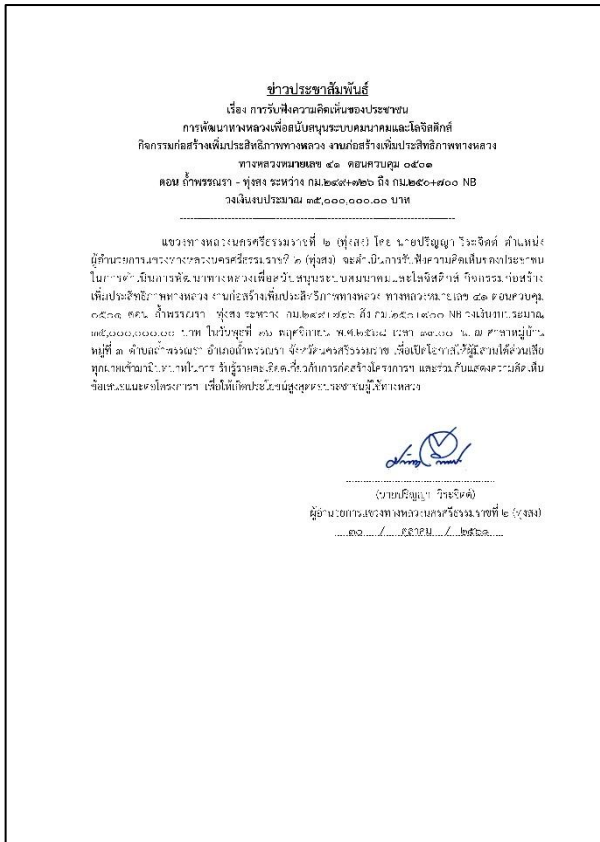 ข่าวประชาสัมพันธ์
เรื่อง การรับฟังความคิดเห็นของประชาชน
การพัฒนาทางหลวงเพื่อสนับสนุนระบบคมนาคมและโลจิสติกส์
กิจกรรมก่อสร้างเพิ่มประสิทธิภาพทางหลวง งานก่อสร้างเพิ่มประสิทธิภาพทางหลวง
ทางหลวงหมายเลข ๔๑ ตอนควบคุม ๐๕๐๑
ตอน ถ้ำพรรณรา - ทุ่งสง ระหว่าง กม.๒๔๙+๗๒๖ ถึง กม.๒๕๐+๗๐๐ NB
วงเงินงบประมาณ ๓๕,๐๐๐,๐๐๐.๐๐ บาท
แขวงทางหลวงนครศรีธรรมราชที่ ๒ (ทุ่งสง) โดย นายปริญญา วีระจิตต์ ตำแหน่ง
ผู้อำนวยการแขวงทางหลวงนครศรีธรรมราชที่ ๒ (ทุ่งสง) จะดำเนินการรับฟังความคิดเห็นของประชาชน
ในการดำเนินการพัฒนาทางหลวงเพื่อสนับสนุนระบบคมนาคมและโลจิสติกส์ กิจกรรมก่อสร้าง
เพิ่มประสิทธิภาพทางหลวง งานก่อสร้างเพิ่มประสิทธิภาพทางหลวง ทางหลวงหมายเลข ๔๑ ตอนควบคุม
๐๕๐๑ ตอน ถ้ำพรรณรา - ทุ่งสง ระหว่าง ถึง NB วงเงินงบประมาณ
๓๕,๐๐๐,๐๐๐.๐๐ บาท ในวันพุธที่ ๒๖ พฤศจิกายน พ.ศ.๒๕๖๘ เวลา น. ณ ศาลาหมู่บ้าน
หมู่ที่ ๓ ตำบลถ้ำพรรณรา อำเภอถ้ำพรรณรา จังหวัดนครศรีธรรมราช เพื่อเปิดโอกาสให้ผู้มีส่วนได้ส่วนเสีย
ทุกฝ่ายเข้ามามีบทบาทในการ รับรู้รายละเอียดเกี่ยวกับการก่อสร้างโครงการฯ และร่วมกันแสดงความคิดเห็น
ข้อเสนอแนะต่อโครงการฯ เพื่อให้เกิดประโยชน์สูงสุดต่อประชาชนผู้ใช้ทางหลวง
(นายปริญญา วีระจิตต์)
ผู้อำนวยการแขวงทางหลวงนครศรีธรรมราชที่ ๒ (ทุ่งสง)
๓๐ / ตุลาคม / ๒๕๖๘